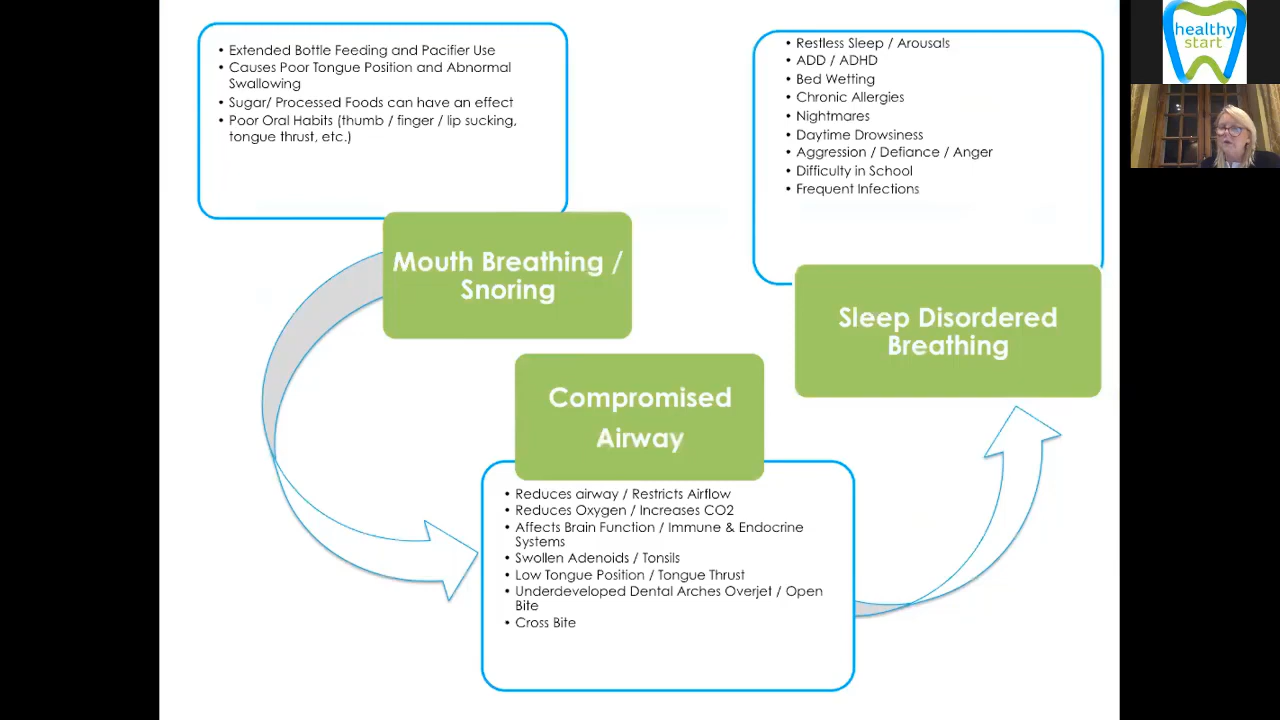 • Extended Bottle Feeding and Pacifier Use
• Causes Poor Tongue Position and Abnormal
Swallowing
• Sugar/ Processed Foods can have an effect
• Poor Oral Habits (thumb / finger / lip sucking,
tongue thrust, etc.)
Mouth Breathing /
Snoring
Compromised
Airway
• Reduces airway / Restricts Airflow
• Reduces Oxygen / Increases CO2
• Affects Brain Function / Immune & Endocrine
Systems
• Swollen Adenoids / Tonsils
• Low Tongue Position / Tongue Thrust
• Underdeveloped Dental Arches Overjet / Open
Bite
• Cross Bite
• Restless Sleep / Arousals
• ADD / ADHD
• Bed Wetting
• Chronic Allergies
• Nightmares
• Daytime Drowsiness
• Aggression / Defiance / Anger
• Difficulty in School
• Frequent Infections
Sleep Disordered
Breathing
healthy
start